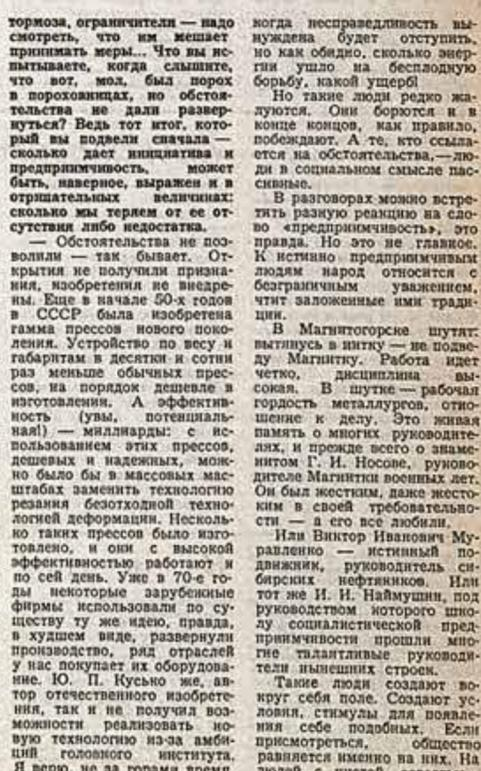 тормоза, ограничители — надо
смотреть, что им мешает
принимать меры... Что вы ис-
пытываете, когда слышите,
что вот, мол, был порох
в пороховницах, но обстоя-
тельства не дали развер-
нуться? Ведь тот итог, кото-
рый вы подвели сначала —
сколько дает инициатива и
предприимчивость, может
быть, наверное, выражен и в
отрицательных величинах:
сколько мы теряем от ее от-
сутствия либо недостатка.
— Обстоятельства не поз-
волили — так бывает. От-
крытия не получили призна-
ния, изобретения не внедре-
ны. Еще в начале 50-х годов
в СССР была изобретена
гамма прессов нового поко-
ления. Устройство по весу и
габаритам в десятки и сотни
раз меньше обычных прес-
сов, на порядок дешевле в
изготовлении. А эффектив-
ность (увы, потенциаль-
ная!) — миллиарды: с ис-
пользованием этих прессов,
дешевых и надежных, мож-
но было бы в массовых мас-
штабах заменить технологию
резания безотходной техно-
логией деформации. Несколь-
ко таких прессов было изго-
товлено, и они с высокой
эффективностью работают и
по сей день. Уже в 70-е го-
ды некоторые зарубежные
фирмы использовали по су-
ществу ту же идею, правда,
в худшем виде, развернули
производство, ряд отраслей
у нас покупает их оборудова-
ние. Ю. П. Кусько же, ав-
тор отечественного изобрете-
ния, так и не получил воз-
можности реализовать но-
вую технологию из-за амби-
ций головного института.
Я верю, не за горами время,
когда несправедливость вы-
нуждена будет отступить,
но как обидно, сколько энер-
гии ушло на бесплодную
борьбу, какой ущерб!
Но такие люди редко жа-
луются. Они борются и в
конце концов, как правило,
побеждают. А те, кто ссыла-
ется на обстоятельства,—лю-
ди в социальном смысле пас-
сивные.
В разговорах можно встре-
тить разную реакцию на сло-
во «предприимчивость», это
правда. Но это не главное.
К истинно предприимчивым
людям народ относится с
безграничным уважением,
чтит заложенные ими тради-
ции.
В Магнитогорске шутят:
вытянусь в нитку — не подве-
ду Магнитку. Работа идет
четко, дисциплина вы-
сокая. В шутке — рабочая
гордость металлургов, отно-
шение к делу. Это живая
память о многих руководите-
лях, и прежде всего о знаме-
нитом Г. И. Носове, руково-
дителе Магнитки военных лет.
Он был жестким, даже жесто-
ким в своей требовательно-
сти — а его все любили.
Или Виктор Иванович Му-
равленко — истинный по-
движник, руководитель си-
бирских нефтяников. Или
тот же И. И. Наймушин, под
руководством которого шко-
лу социалистической пред-
приимчивости прошли мно-
гие талантливые руководи-
тели нынешних строек.
Такие люди создают во-
круг себя поле. Создают ус-
ловия, стимулы для появле-
ния себе подобных. Если
присмотреться, общество
равняется именно на них. На